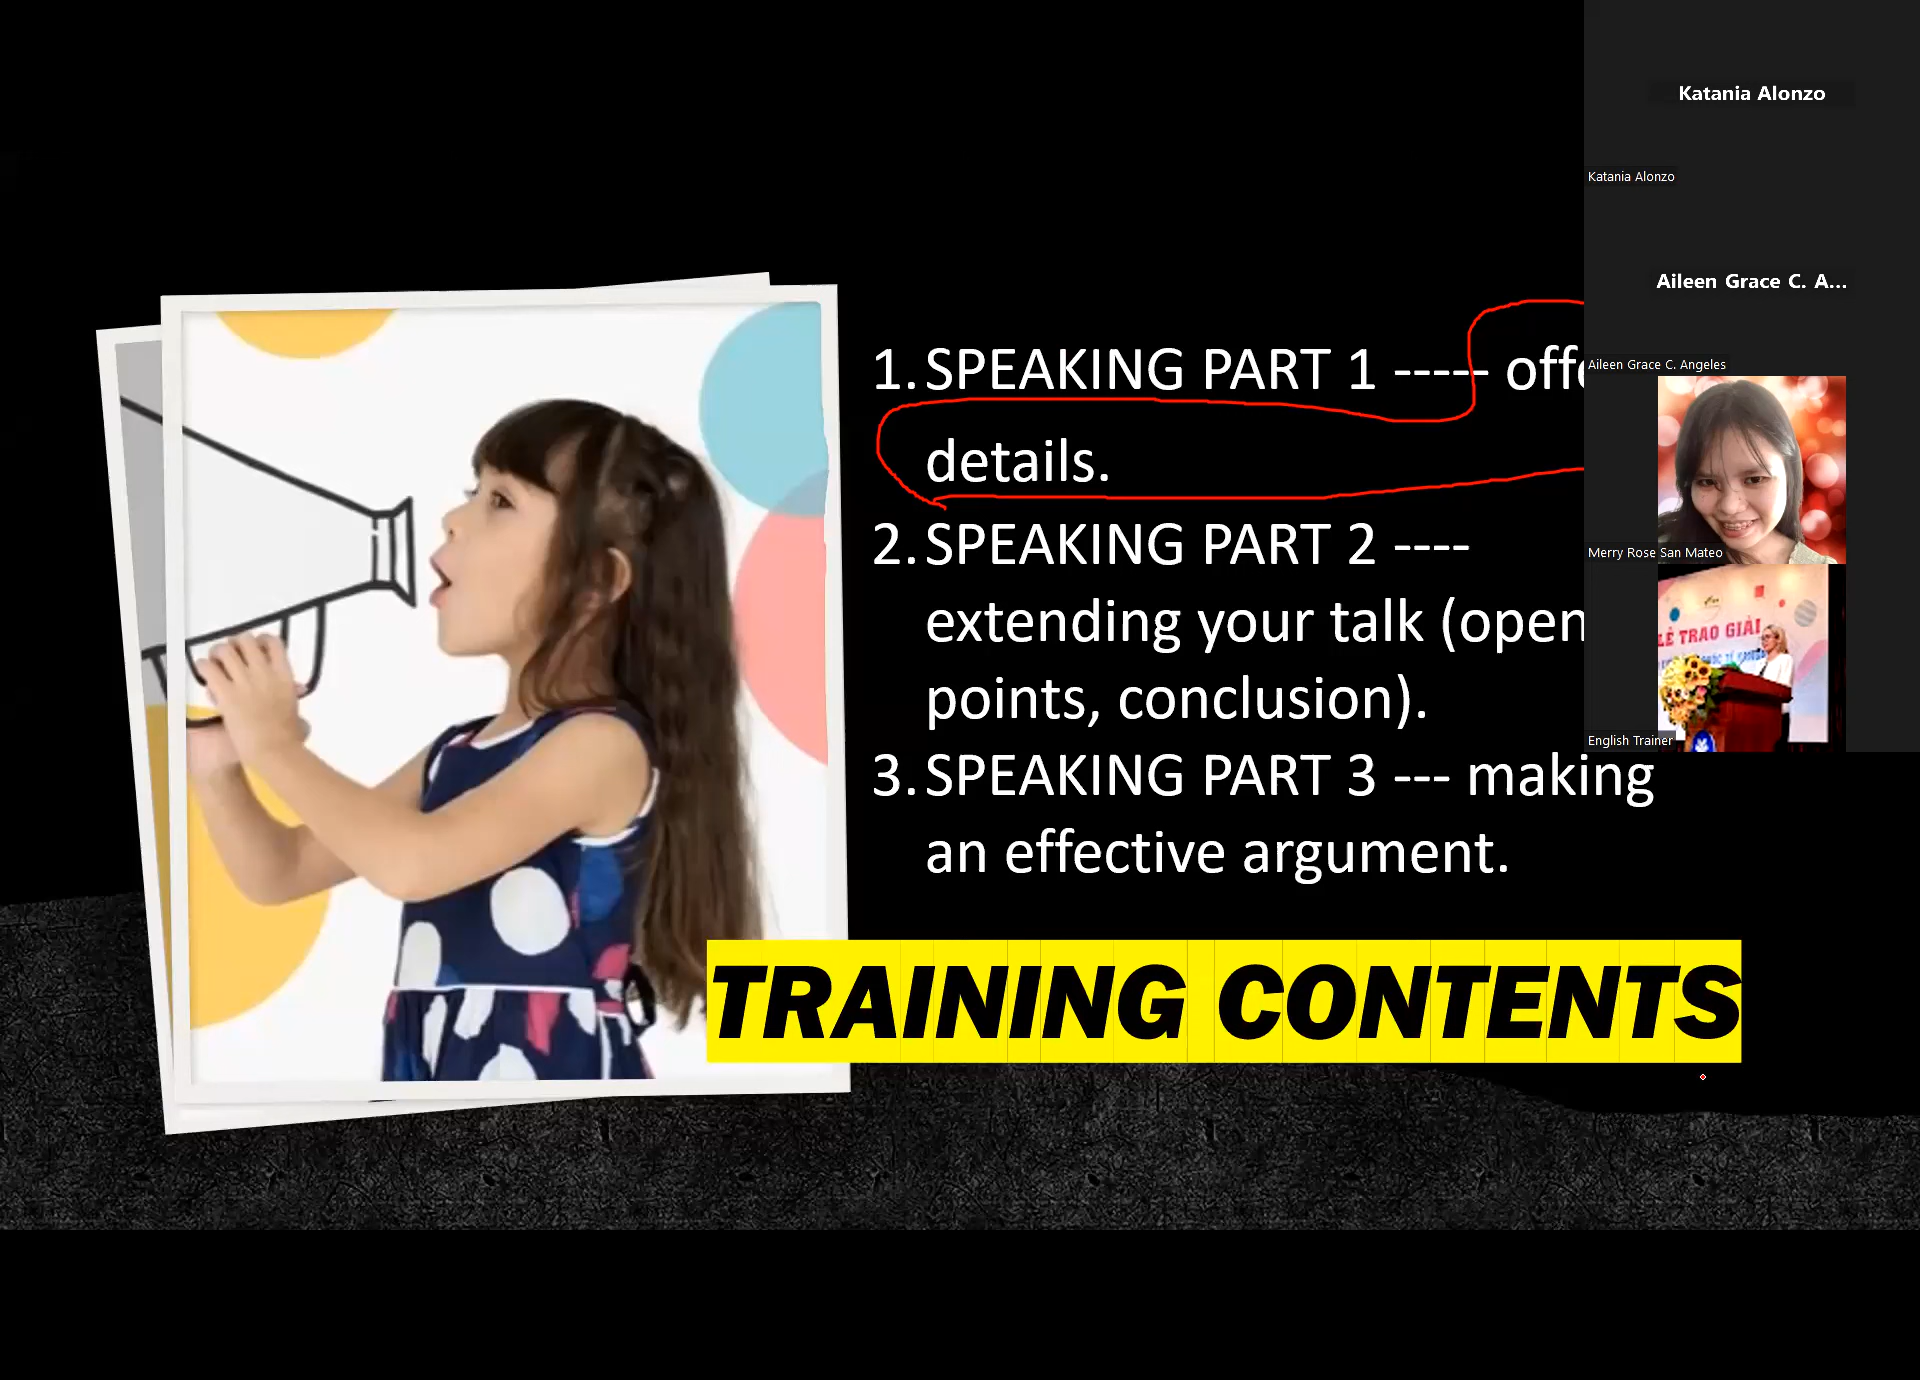 1. SPEAKING PART 1 ----- off
details.
2. SPEAKING PART 2 ----
extending your talk (open
points, conclusion).
3. SPEAKING PART 3 --- making
an effective argument.
TRAINING CONTENTS
Katania Alonzo
Katania Alonzo
Aileen Grace C. A...
Aileen Grace C. Angeles
Merry Rose San Mateo
LỄ TRAO GIẢI
English Trainer